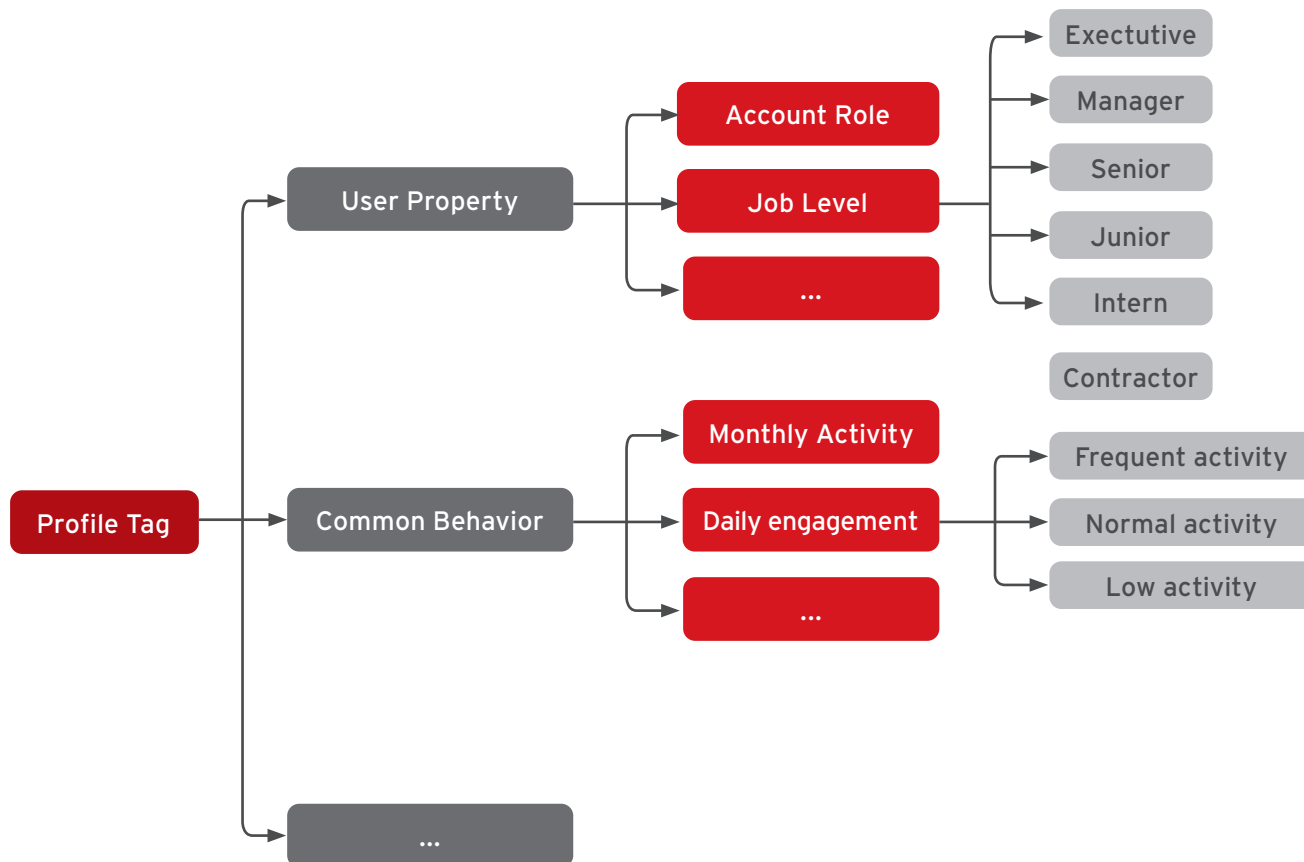 Exectutive
Manager
Senior
Junior
Intern
Contractor
Account Role
Job Level
...
User Property
Monthly Activity
Daily engagement
...
Frequent activity
Normal activity
Low activity
Common Behavior
Profile Tag
...